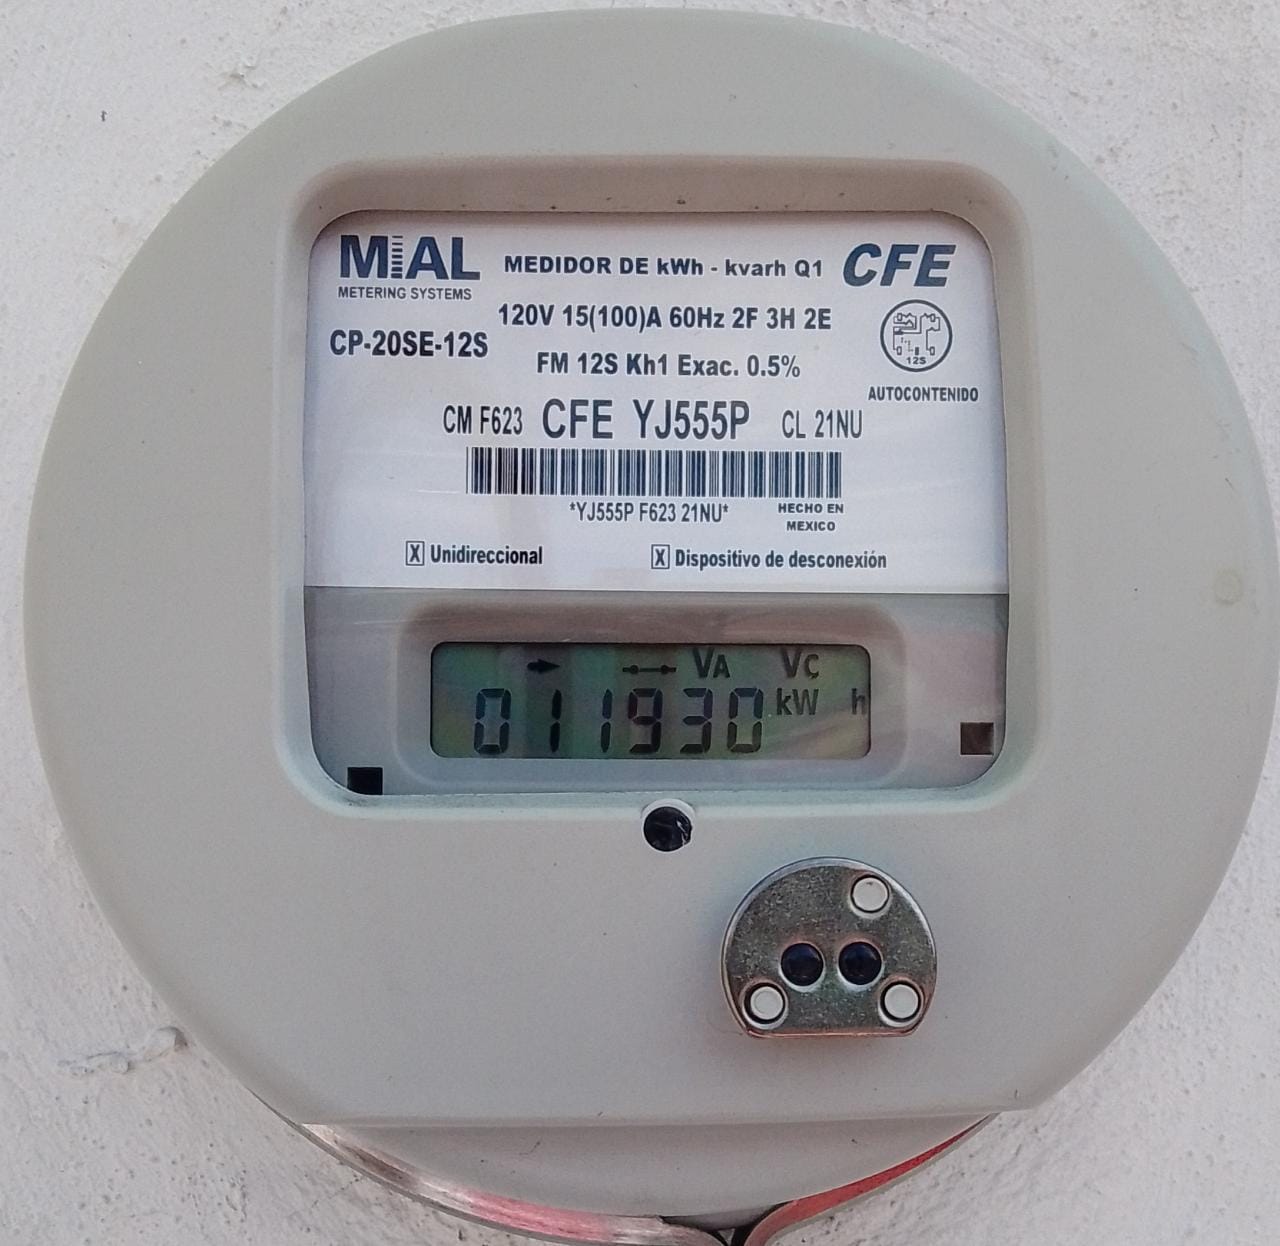 MIAL
METERING SYSTEMS
MEDIDOR DE kWh - kvarh Q1
CFE
120V 15(100)A 60Hz 2F 3H 2E
CP-20SE-12S
FM 12S Kh1 Exac. 0.5%
12S
AUTOCONTENIDO
CM F623 CFE YJ555P CL 21NU
*YJ555P F623 21NU*
HECHO EN
MEXICO
X Unidireccional
X Dispositivo de desconexión
VA VC
011930 kW h